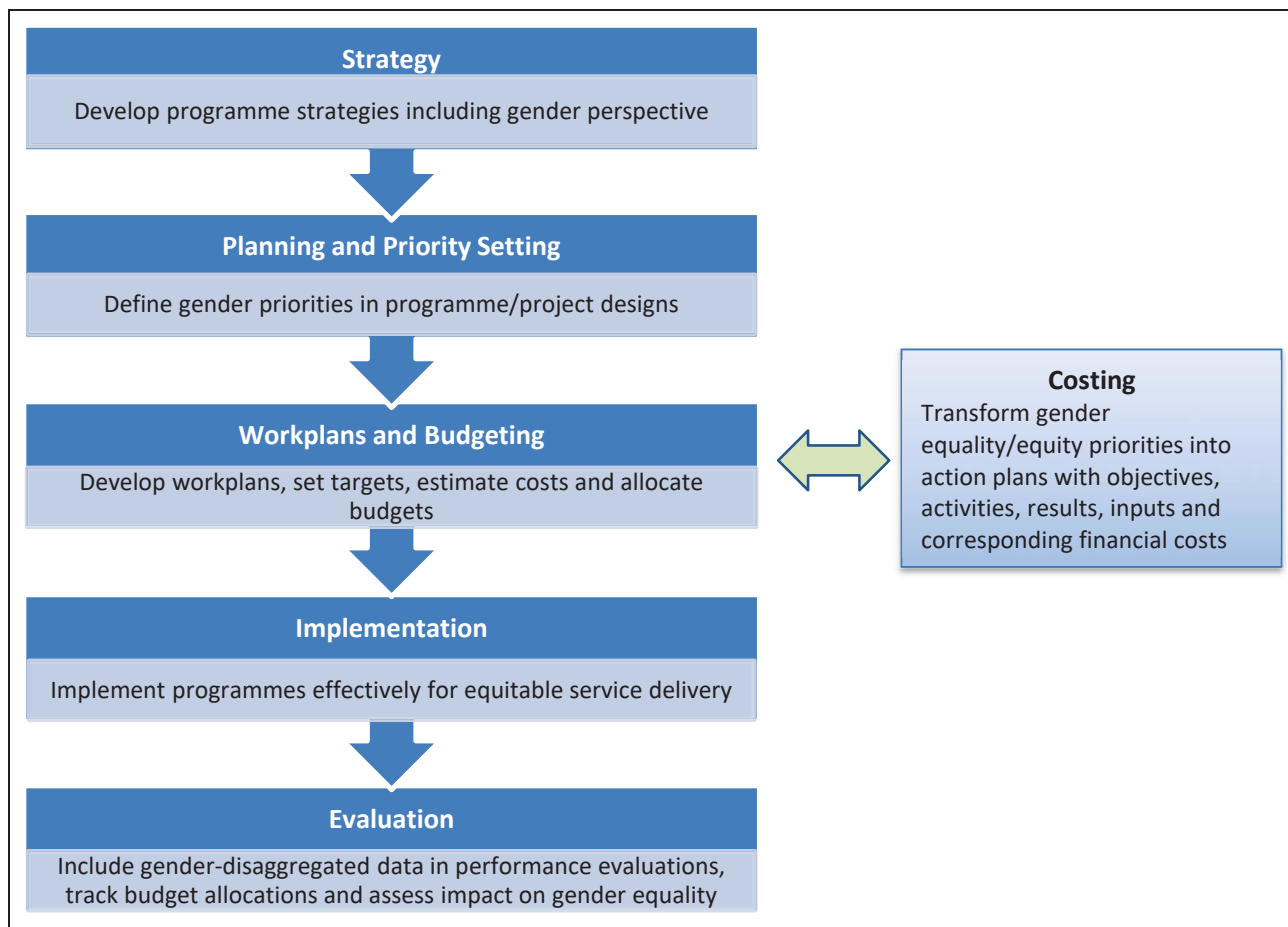 Strategy
Develop programme strategies including gender perspective
Planning and Priority Setting
Define gender priorities in programme/project designs
Workplans and Budgeting
Develop workplans, set targets, estimate costs and allocate
budgets
Costing
Transform gender
equality/equity priorities into
action plans with objectives,
activities, results, inputs and
corresponding financial costs
Implementation
Implement programmes effectively for equitable service delivery
Evaluation
Include gender-disaggregated data in performance evaluations,
track budget allocations and assess impact on gender equality